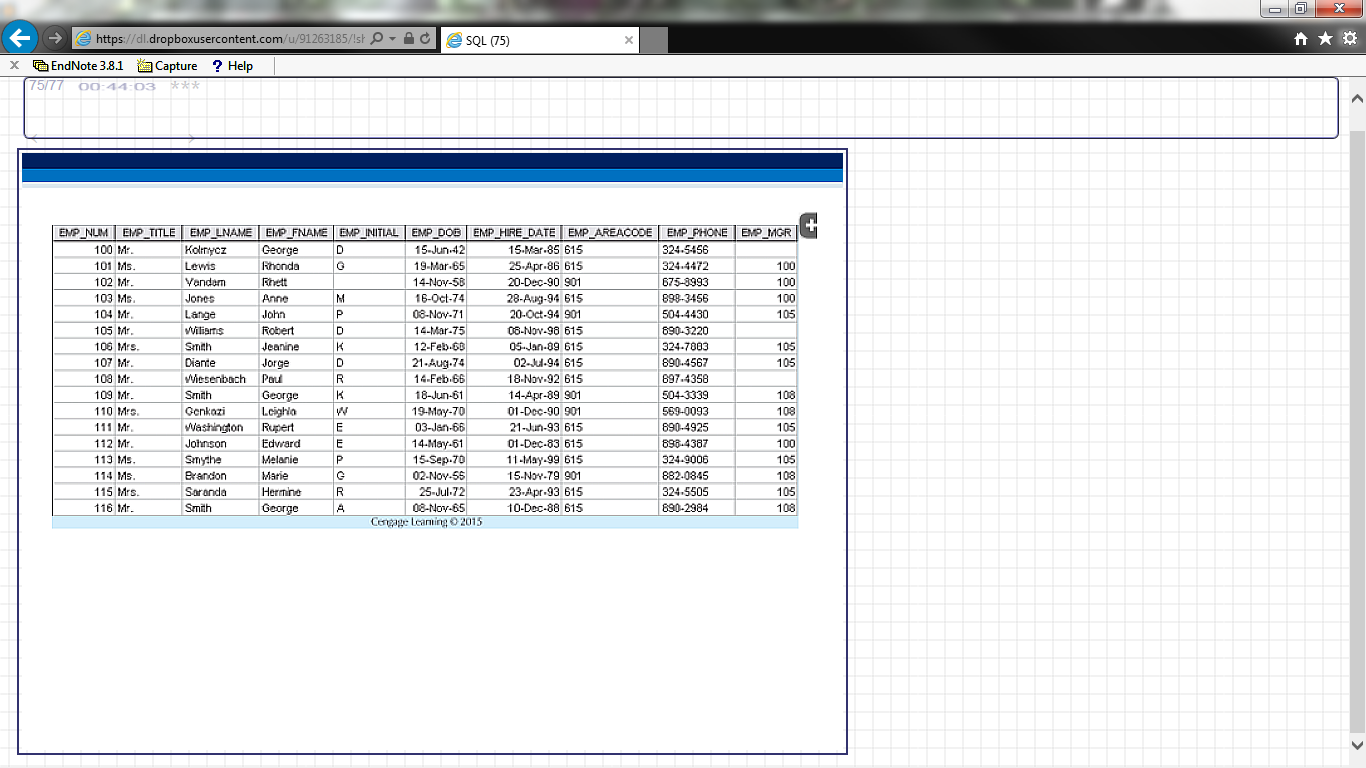 https://dl.dropboxusercontent.com/u/91263185/!sl
SQL (75)
EndNote 3.8.1 Capture Help
75/77 00:44:03 ***
EMP_NUM EMP_TITLE EMP_LNAME EMP_FNAME EMP_INITIAL EMP_DOB EMP_HIRE_DATE EMP_AREACODE EMP_PHONE EMP_MGR
100 Mr. Kolmycz George D 15-Jun-42 15-Mar-85 615 324-5456
101 Ms. Lewis Rhonda G 19-Mar-65 25-Apr-86 615 324-4472 100
102 Mr. Vandam Rhett 14-Nov-58 20-Dec-90 901 675-8993 100
103 Ms. Jones Anne M 16-Oct-74 28-Aug-94 615 898-3456 100
104 Mr. Lange John P 08-Nov-71 20-Oct-94 901 504-4430 105
105 Mr. Williams Robert D 14-Mar-75 08-Nov-98 615 890-3220
106 Mrs. Smith Jeanine K 12-Feb-68 05-Jan-89 615 324-7883 105
107 Mr. Diante Jorge D 21-Aug-74 02-Jul-94 615 890-4567 105
108 Mr. Wiesenbach Paul R 14-Feb-66 18-Nov-92 615 897-4358
109 Mr. Smith George K 18-Jun-61 14-Apr-89 901 504-3339 108
110 Mrs. Genkazi Leighla W 19-May-70 01-Dec-90 901 569-0093 108
111 Mr. Washington Rupert E 03-Jan-66 21-Jun-93 615 890-4925 105
112 Mr. Johnson Edward E 14-May-61 01-Dec-83 615 898-4387 100
113 Ms. Smythe Melanie P 15-Sep-70 11-May-99 615 324-9006 105
114 Ms. Brandon Marie G 02-Nov-56 15-Nov-79 901 882-0845 108
115 Mrs. Saranda Hermine R 25-Jul-72 23-Apr-93 615 324-5505 105
116 Mr. Smith George A 08-Nov-65 10-Dec-88 615 890-2984 108
Cengage Learning © 2015